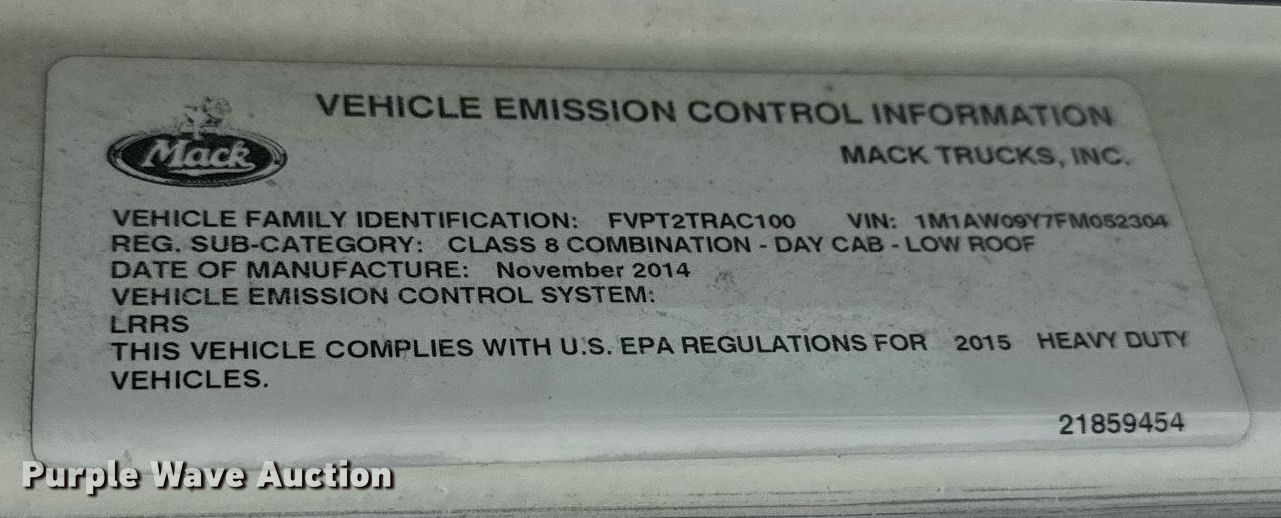 VEHICLE EMISSION CONTROL INFORMATION
Mack
MACK TRUCKS, INC.
VEHICLE FAMILY IDENTIFICATION: FVPT2TRAC100 VIN: 1M1AW09Y7FM052304
REG. SUB-CATEGORY: CLASS 8 COMBINATION - DAY CAB - LOW ROOF
DATE OF MANUFACTURE: November 2014
VEHICLE EMISSION CONTROL SYSTEM:
LRRS
THIS VEHICLE COMPLIES WITH U.S. EPA REGULATIONS FOR 2015 HEAVY DUTY
VEHICLES.
21859454
Purple Wave Auction